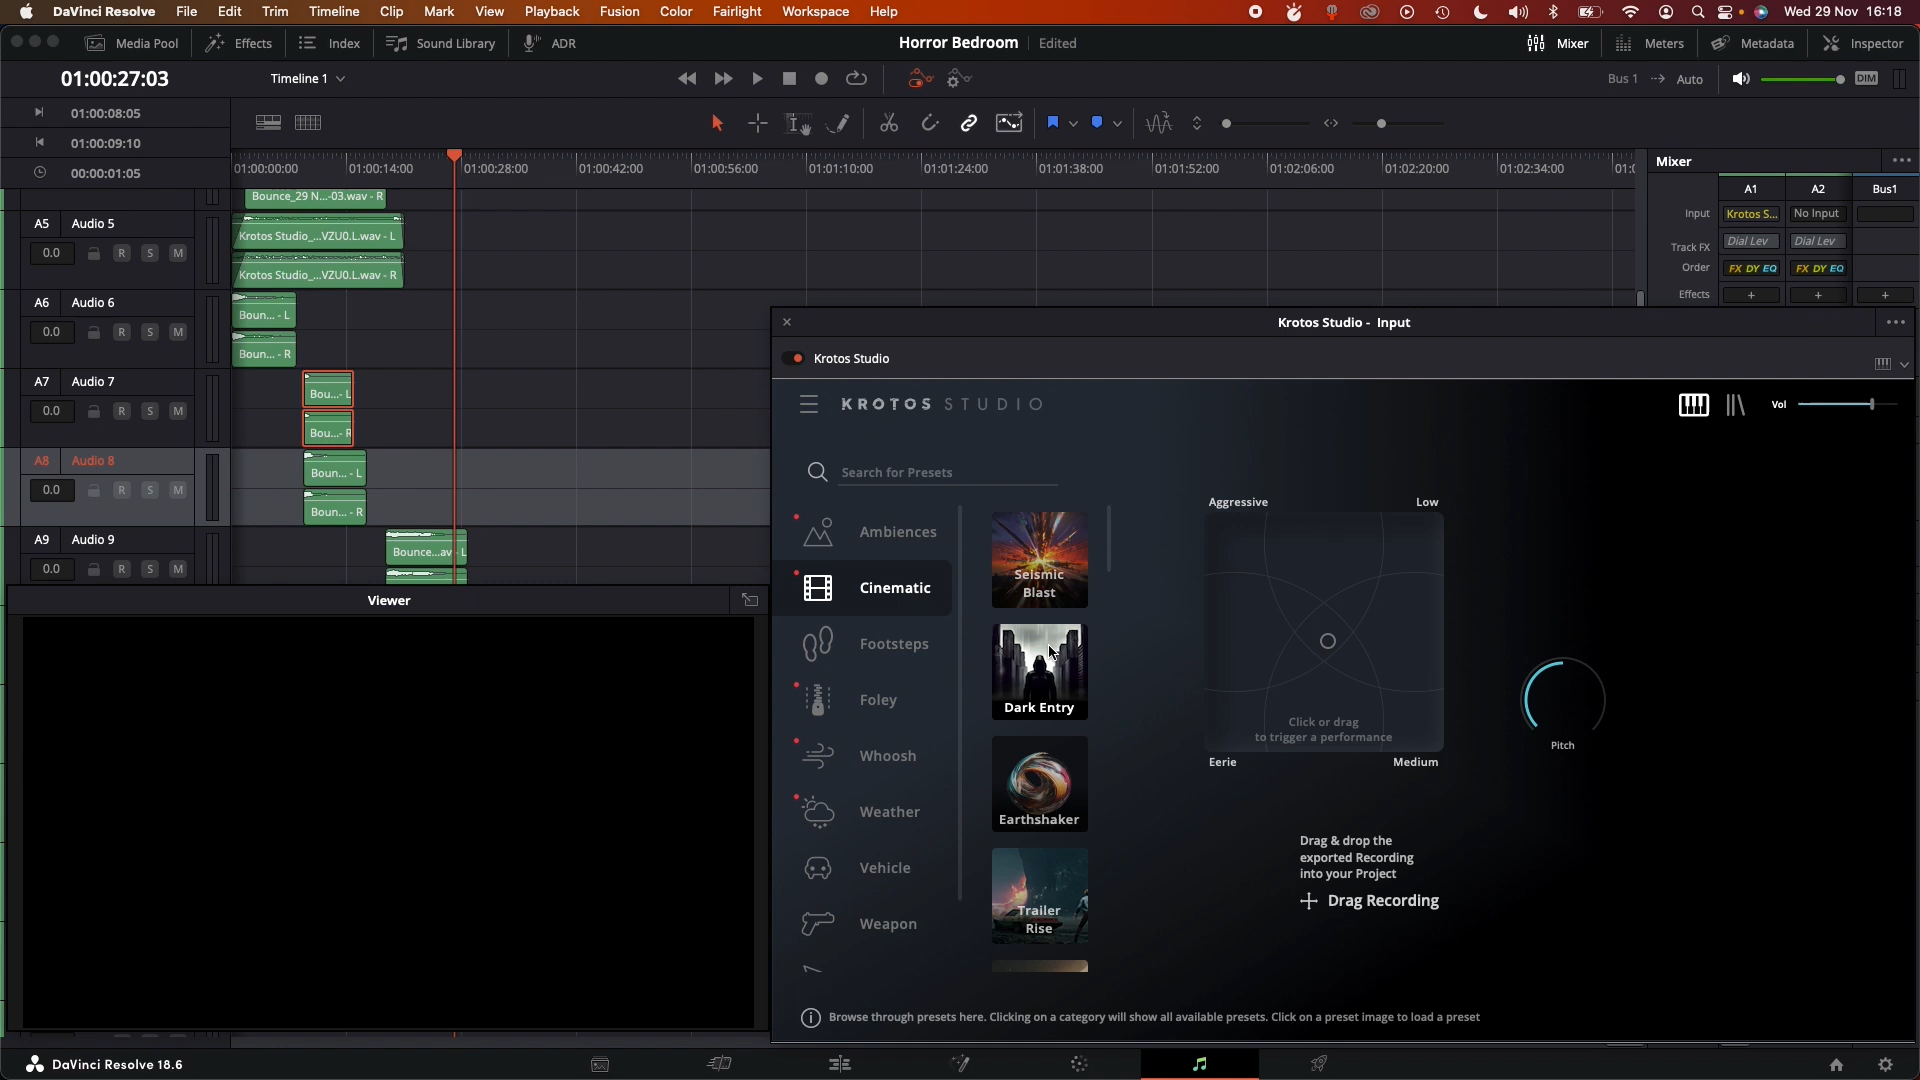 DaVinci Resolve File Edit Trim Timeline Clip Mark View Playback Fusion Color Fairlight Workspace Help Wed 29 Nov 16:18
Media Pool Effects Index Sound Library ADR Horror Bedroom Edited Mixer Meters Metadata Inspector
01:00:27:03 Timeline 1 Bus 1 Auto DIM
01:00:08:05
01:00:09:10
00:00:01:05
01:00:00:00 01:00:14:00 01:00:28:00 01:00:42:00 01:00:56:00 01:01:10:00 01:01:24:00 01:01:38:00 01:01:52:00 01:02:06:00 01:02:20:00 01:02:34:00
Mixer
A1 A2 Bus1
Input Krotos S... No Input
Track FX Dial Lev Dial Lev
Order FX DY EQ FX DY EQ
Effects + + +
Bounce_29 N...-03.wav - R
A5 Audio 5
0.0 R S M
Krotos Studio_...VZU0.L.wav - L
Krotos Studio_...VZU0.L.wav - R
A6 Audio 6
0.0 R S M
Boun... - L
Boun... - R
A7 Audio 7
0.0 R S M
Bou...- L
Bou...- R
A8 Audio 8
0.0 R S M
Boun... - L
Boun... - R
A9 Audio 9
0.0 R S M
Bounce...av - L
Viewer
Krotos Studio - Input
Krotos Studio
KROTOS STUDIO
Vol
Search for Presets
Ambiences
Cinematic
Footsteps
Foley
Whoosh
Weather
Vehicle
Weapon
Seismic
Blast
Dark Entry
Earthshaker
Trailer
Rise
Aggressive Low
Click or drag
to trigger a performance
Eerie Medium
Pitch
Drag & drop the
exported Recording
into your Project
Drag Recording
Browse through presets here. Clicking on a category will show all available presets. Click on a preset image to load a preset
DaVinci Resolve 18.6